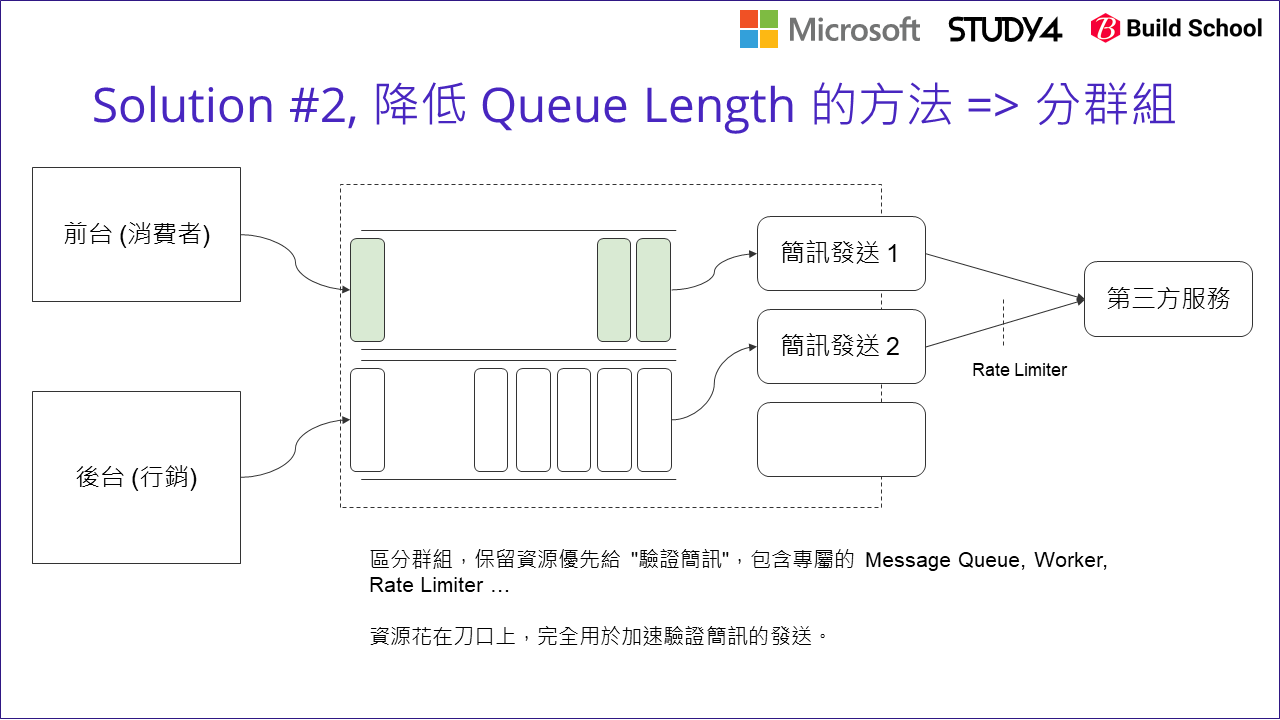 Microsoft
STUDY4
Build School
Solution #2, 降低 Queue Length 的方法 => 分群組
前台 (消費者)
簡訊發送 1
簡訊發送 2
第三方服務
Rate Limiter
後台 (行銷)
區分群組，保留資源優先給 "驗證簡訊"，包含專屬的 Message Queue, Worker,
Rate Limiter …
資源花在刀口上，完全用於加速驗證簡訊的發送。